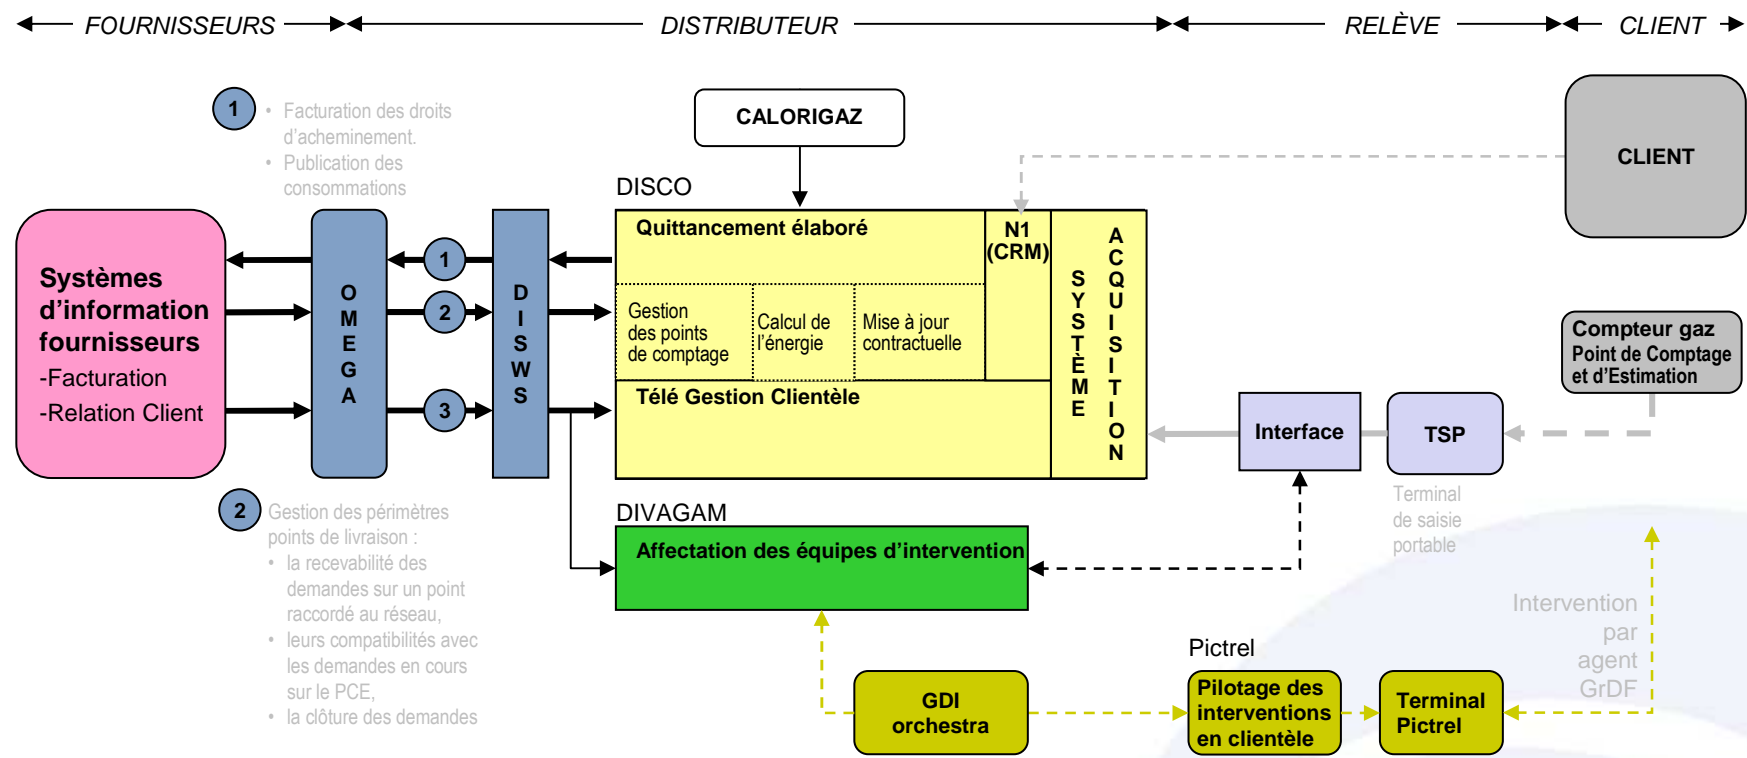 FOURNISSEURS
DISTRIBUTEUR
RELÈVE
CLIENT
1
• Facturation des droits
d’acheminement.
• Publication des
consommations
CALORIGAZ
CLIENT
DISCO
Quittancement élaboré
N1
(CRM)
SYSTÈME
ACQUISITION
Systèmes
d’information
fournisseurs
-Facturation
-Relation Client
OMEGA
1
2
3
DISWS
Gestion
des points
de comptage
Calcul de
l’énergie
Mise à jour
contractuelle
Télé Gestion Clientèle
Compteur gaz
Point de Comptage
et d’Estimation
Interface
TSP
Terminal
de saisie
portable
2
Gestion des périmètres
points de livraison :
• la recevabilité des
demandes sur un point
raccordé au réseau,
• leurs compatibilités avec
les demandes en cours
sur le PCE,
• la clôture des demandes
DIVAGAM
Affectation des équipes d’intervention
Intervention
par
agent
GrDF
GDI
orchestra
Pictrel
Pilotage des
interventions
en clientèle
Terminal
Pictrel